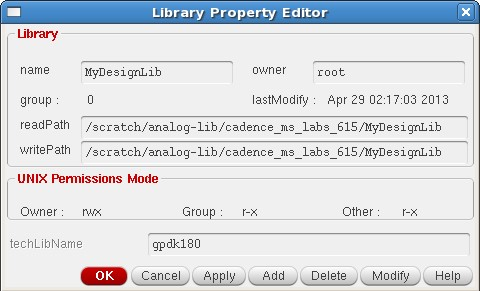 Library Property Editor
Library
name MyDesignLib owner root
group : 0 lastModify : Apr 29 02:17:03 2013
readPath /scratch/analog-lib/cadence_ms_labs_615/MyDesignLib
writePath /scratch/analog-lib/cadence_ms_labs_615/MyDesignLib
UNIX Permissions Mode
Owner : rwx Group : r-x Other : r-x
techLibName gpdk180
OK Cancel Apply Add Delete Modify Help